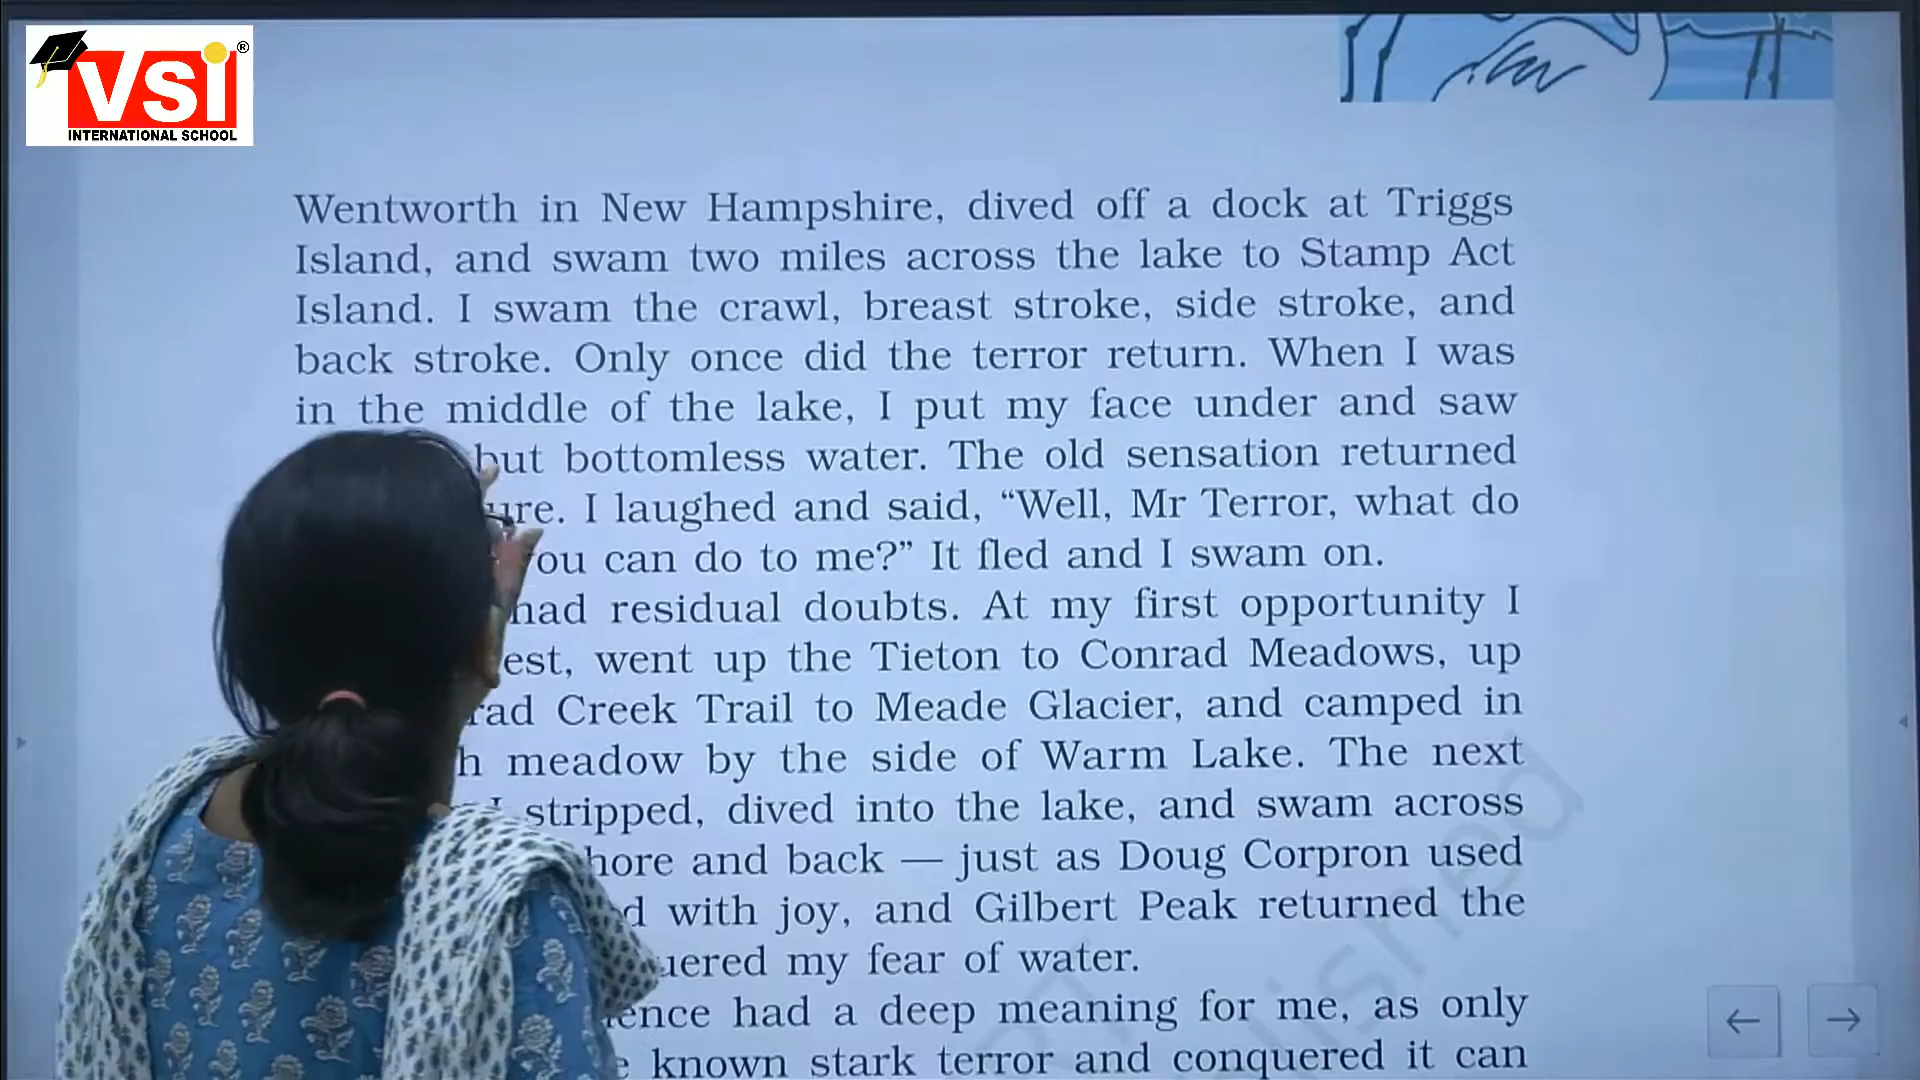 VSI ®
INTERNATIONAL SCHOOL
Wentworth in New Hampshire, dived off a dock at Triggs
Island, and swam two miles across the lake to Stamp Act
Island. I swam the crawl, breast stroke, side stroke, and
back stroke. Only once did the terror return. When I was
in the middle of the lake, I put my face under and saw
but bottomless water. The old sensation returned
I laughed and said, “Well, Mr Terror, what do
you can do to me?” It fled and I swam on.
had residual doubts. At my first opportunity I
went up the Tieton to Conrad Meadows, up
Creek Trail to Meade Glacier, and camped in
meadow by the side of Warm Lake. The next
I stripped, dived into the lake, and swam across
and back — just as Doug Corpron used
with joy, and Gilbert Peak returned the
my fear of water.
had a deep meaning for me, as only
known stark terror and conquered it can